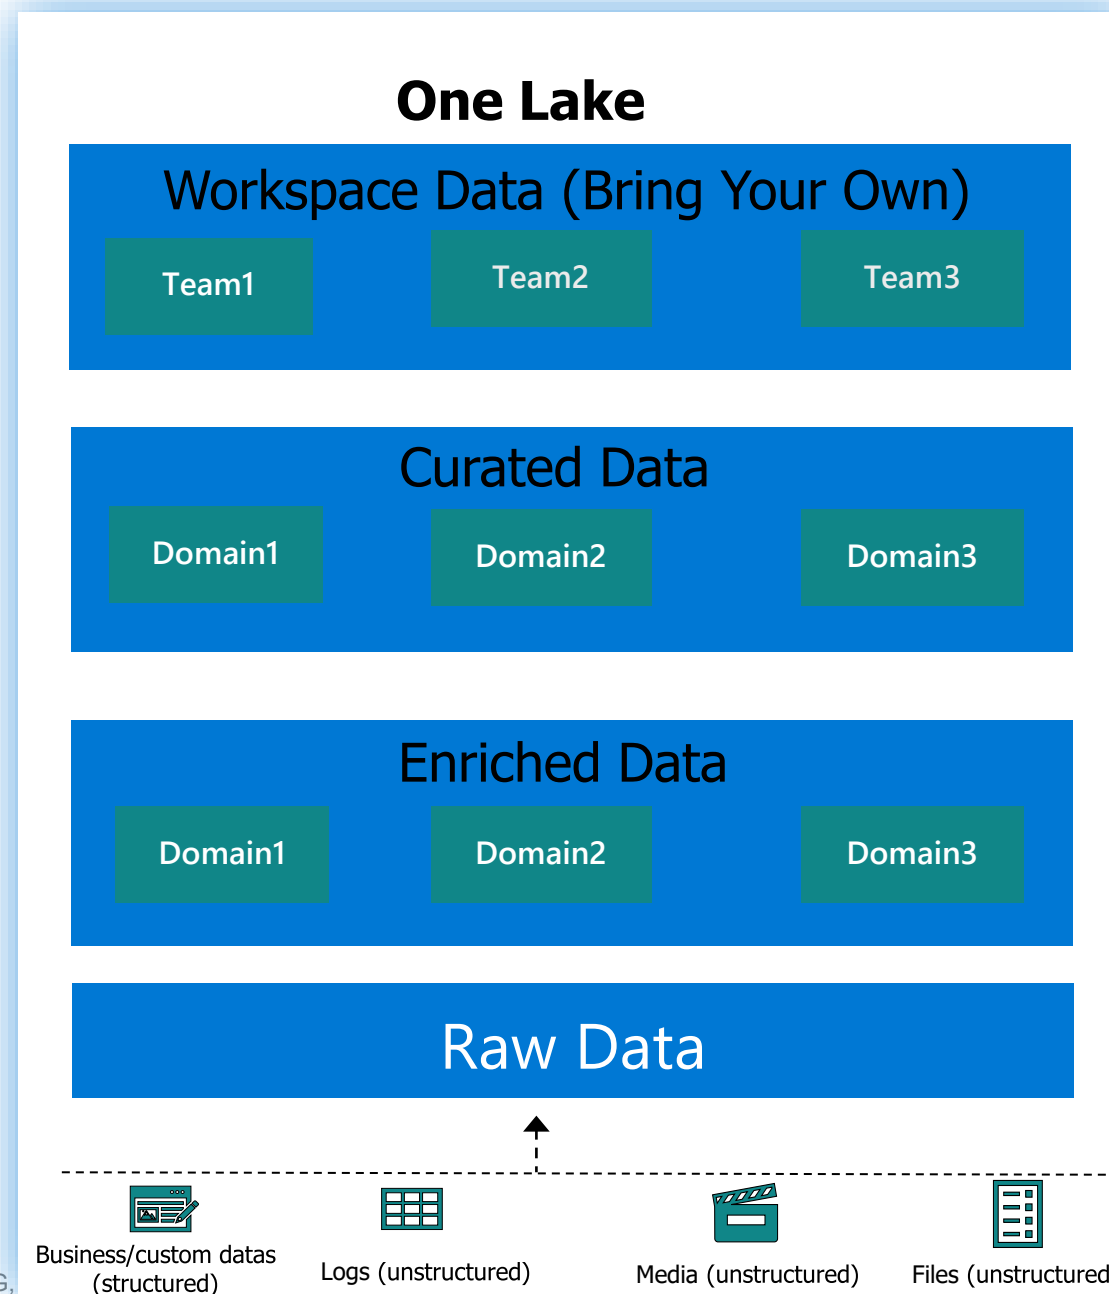 One Lake
Workspace Data (Bring Your Own)
Team1
Team2
Team3
Curated Data
Domain1
Domain2
Domain3
Enriched Data
Domain1
Domain2
Domain3
Raw Data
Business/custom datas
(structured)
Logs (unstructured)
Media (unstructured)
Files (unstructured
G,